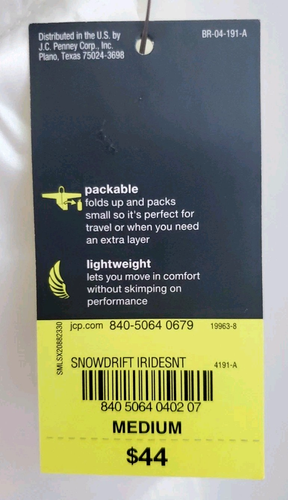 Distributed in the U.S. by
J.C. Penney Corp., Inc.
Plano, Texas 75024-3698
BR-04-191-A
packable
folds up and packs
small so it's perfect for
travel or when you need
an extra layer
lightweight
lets you move in comfort
without skimping on
performance
SMLSX20882330
jcp.com 840-5064 0679 19963-8
SNOWDRIFT IRIDESNT 4191-A
840 5064 0402 07
MEDIUM
$44